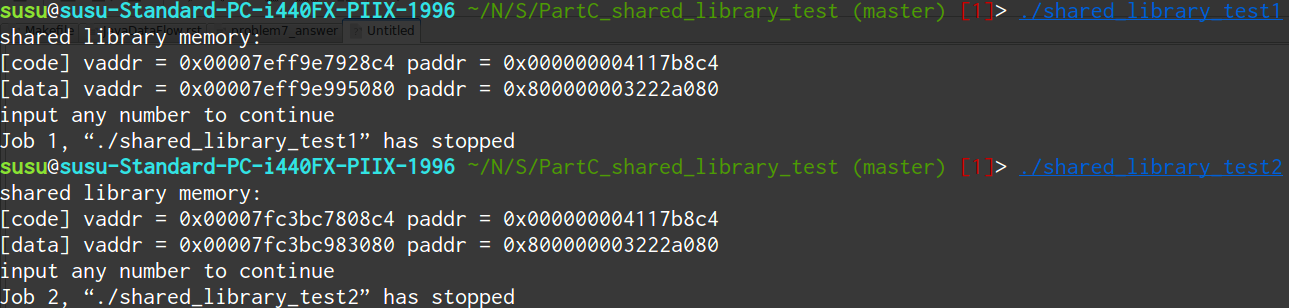 susu@susu-Standard-PC-i440FX-PIIX-1996 ~/N/S/PartC_shared_library_test (master) [1]> ./shared_library_test1
shared library memory:
[code] vaddr = 0x00007eff9e7928c4 paddr = 0x000000004117b8c4
[data] vaddr = 0x00007eff9e995080 paddr = 0x800000003222a080
input any number to continue
Job 1, “./shared_library_test1” has stopped
susu@susu-Standard-PC-i440FX-PIIX-1996 ~/N/S/PartC_shared_library_test (master) [1]> ./shared_library_test2
shared library memory:
[code] vaddr = 0x00007fc3bc7808c4 paddr = 0x000000004117b8c4
[data] vaddr = 0x00007fc3bc983080 paddr = 0x800000003222a080
input any number to continue
Job 2, “./shared_library_test2” has stopped
Makefile
problem7_answer
Untitled